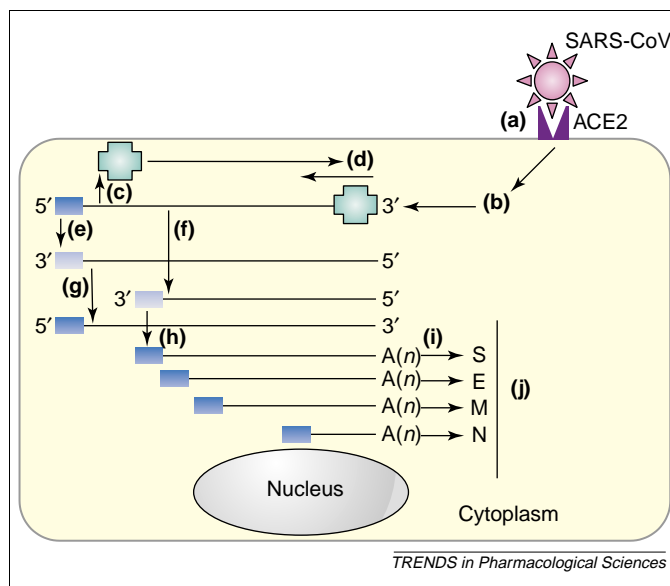 SARS-CoV
(a) ACE2
(d)
(c)
5′ 3′ (b)
(e) (f)
3′ 5′
(g)
3′ 5′
5′ 3′
(h) (i)
A(n) S
A(n) E (j)
A(n) M
A(n) N
Nucleus
Cytoplasm
TRENDS in Pharmacological Sciences